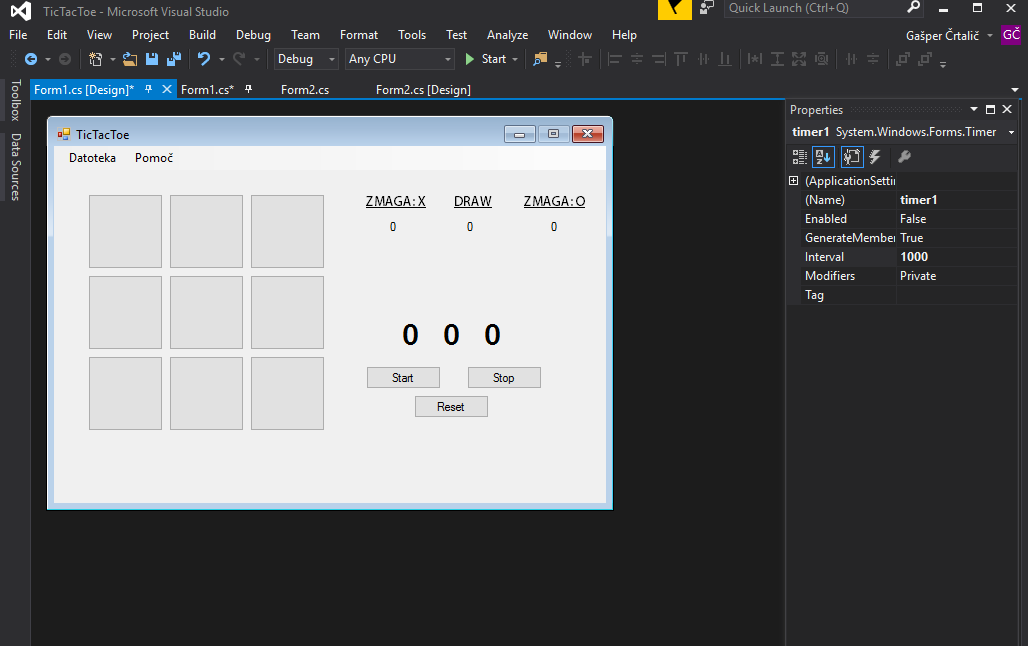 TicTacToe - Microsoft Visual Studio
Quick Launch (Ctrl+Q)
File Edit View Project Build Debug Team Format Tools Test Analyze Window Help
Gašper Črtalič GČ
Debug Any CPU Start
Toolbox
Data Sources
Form1.cs [Design]* Form1.cs* Form2.cs Form2.cs [Design]
TicTacToe
Datoteka Pomoč
ZMAGA:X DRAW ZMAGA:O
0 0 0
0 0 0
Start Stop
Reset
Properties
timer1 System.Windows.Forms.Timer
(ApplicationSettin
(Name) timer1
Enabled False
GenerateMember True
Interval 1000
Modifiers Private
Tag